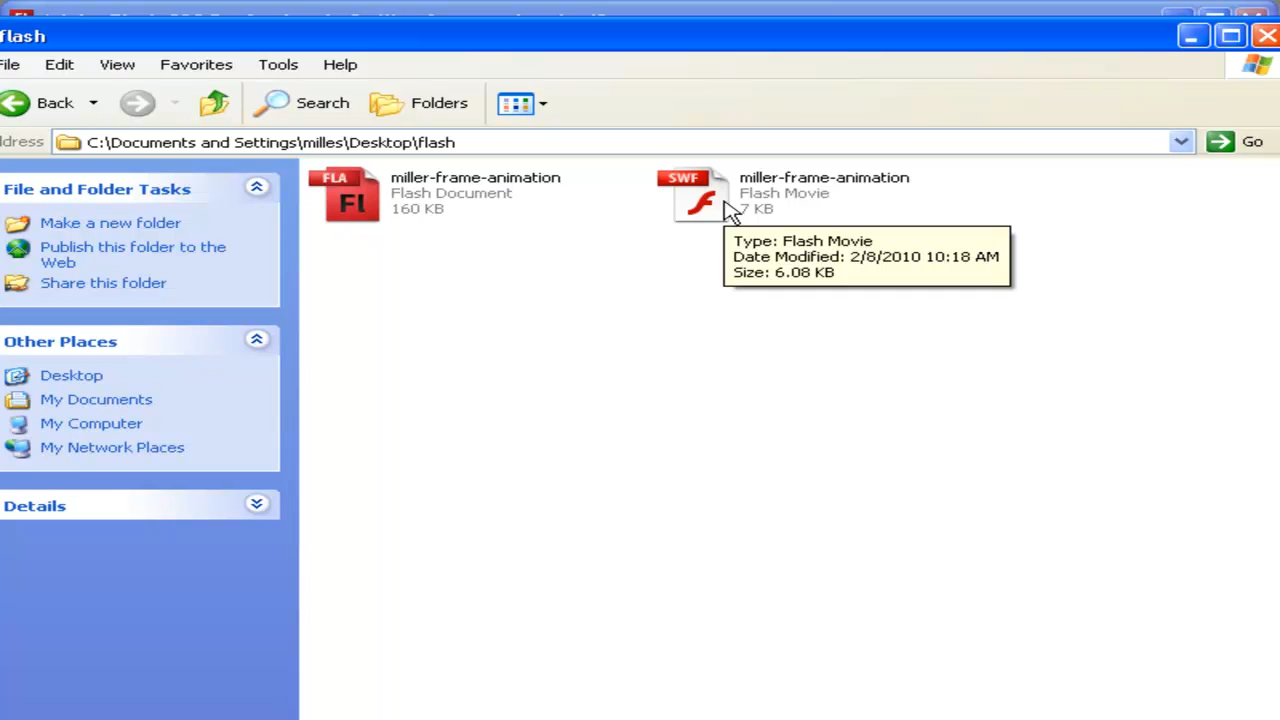 flash
File Edit View Favorites Tools Help
Back Search Folders
dress C:\Documents and Settings\milles\Desktop\flash Go
File and Folder Tasks
Make a new folder
Publish this folder to the
Web
Share this folder
Other Places
Desktop
My Documents
My Computer
My Network Places
Details
FLA
Fl
miller-frame-animation
Flash Document
160 KB
SWF
miller-frame-animation
Flash Movie
7 KB
Type: Flash Movie
Date Modified: 2/8/2010 10:18 AM
Size: 6.08 KB